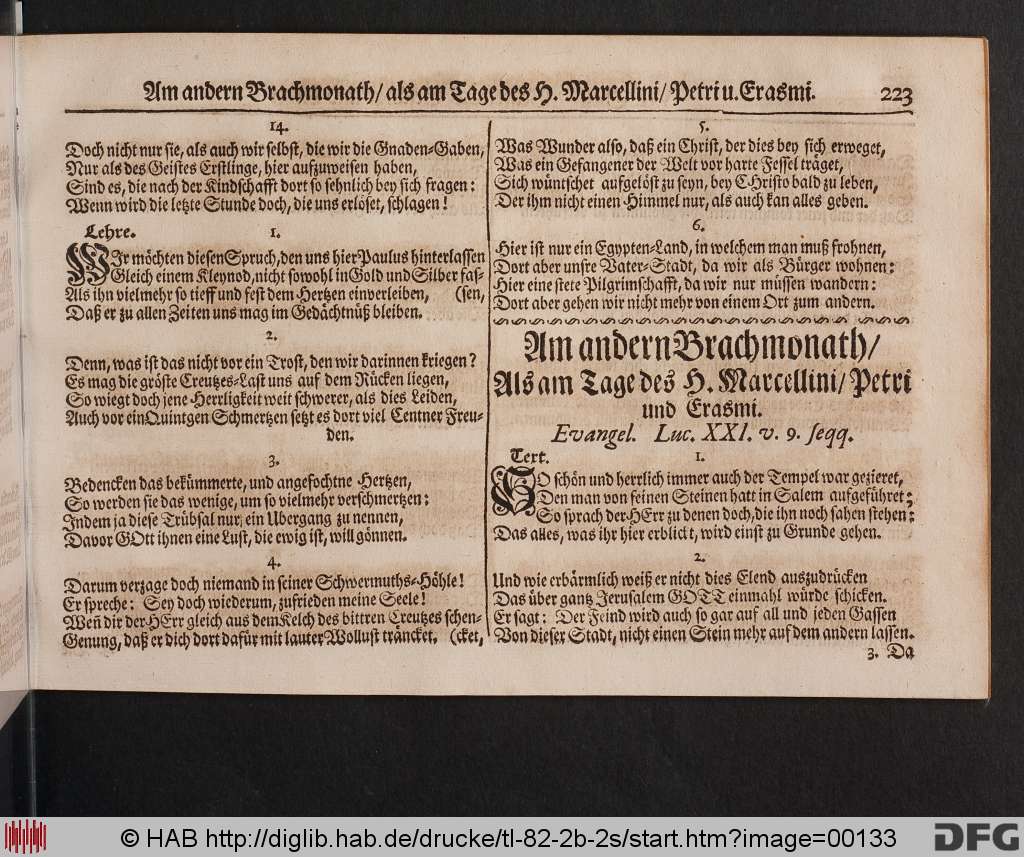 Am andern Brachmonath/ als am Tage des H. Marcellini/ Petri u. Erasmi. 223
14.
Doch nicht nur sie, als auch wir selbst, die wir die Gnaden-Gaben,
Nur als des Geistes Erstlinge, hier aufzuweisen haben,
Sind es, die nach der Kindschafft dort so sehnlich bey sich fragen:
Wenn wird die letzte Stunde doch, die uns erlöset, schlagen!
Lehre. 1.
WIr möchten diesen Spruch, den uns hier Paulus hinterlassen
Gleich einem Kleynod, nicht sowohl in Gold und Silber fas-
Als ihn vielmehr so tieff und fest dem Hertzen einverleiben, (sen,
Daß er zu allen Zeiten uns mag im Gedächtnüß bleiben.
2.
Denn, was ist das nicht vor ein Trost, den wir darinnen kriegen?
Es mag die gröste Creutzes-Last uns auf dem Rücken liegen,
So wiegt doch jene Herrligkeit weit schwerer, als dies Leiden,
Auch vor ein Quintgen Schmertzen setzt es dort viel Centner Freu-
den.
3.
Bedencken das bekümmerte, und angefochtne Hertzen,
So werden sie das wenige, um so vielmehr verschmertzen:
Indem ja diese Trübsal nur, ein Ubergang zu nennen,
Davor GOtt ihnen eine Lust, die ewig ist, will gönnen.
4.
Darum verzage doch niemand in seiner Schwermuths-Höhle!
Er spreche: Sey doch wiederum, zufrieden meine Seele!
Weñ dir der HErr gleich aus dem Kelch des bittren Creutzes schen-
Genung, daß er dich dort dafür mit lauter Wollust träncket. (cket,
5.
Was Wunder also, daß ein Christ, der dies bey sich erweget,
Was ein Gefangener der Welt vor harte Fessel träget,
Sich wüntschet aufgelöst zu seyn, bey CHristo bald zu leben,
Der ihm nicht einen Himmel nur, als auch kan alles geben.
6.
Hier ist nur ein Egypten-Land, in welchem man muß frohnen,
Dort aber unsre Vater-Stadt, da wir als Bürger wohnen:
Hier eine stete Pilgrimschafft, da wir nur müssen wandern:
Dort aber gehen wir nicht mehr von einem Ort zum andern.
Am andern Brachmonath/
Als am Tage des H. Marcellini/ Petri
und Erasmi.
Evangel. Luc. XXI. v. 9. seqq.
Text. 1.
SO schön und herrlich immer auch der Tempel war gezieret,
Den man von seinen Steinen hatt in Salem aufgeführet:
So sprach der HErr zu denen doch, die ihn noch sahen stehen:
Das alles, was ihr hier erblickt, wird einst zu Grunde gehen.
2.
Und wie erbärmlich weiß er nicht dies Elend auszudrücken
Das über gantz Jerusalem GOTT einmahl würde schicken.
Er sagt: Der Feind wird auch so gar auf all und jeden Gassen
Von dieser Stadt, nicht einen Stein mehr auf dem andern lassen.
3. Da
© HAB http://diglib.hab.de/drucke/tl-82-2b-2s/start.htm?image=00133
DFG